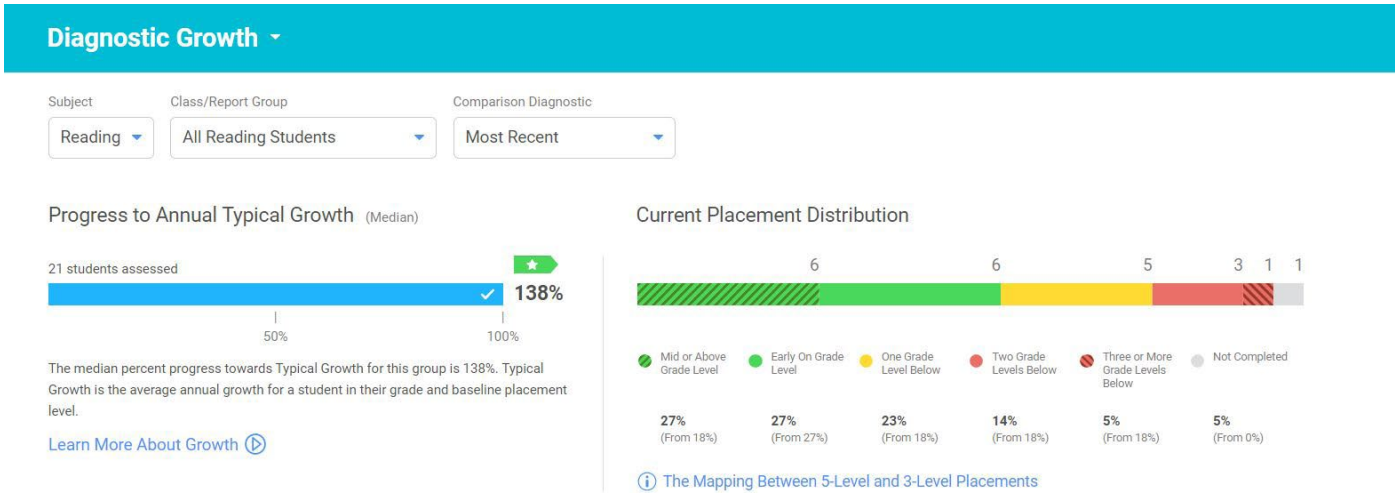 Diagnostic Growth
Subject
Class/Report Group
Comparison Diagnostic
Reading
All Reading Students
Most Recent
Progress to Annual Typical Growth (Median)
21 students assessed
138%
50%
100%
The median percent progress towards Typical Growth for this group is 138%. Typical
Growth is the average annual growth for a student in their grade and baseline placement
level.
Learn More About Growth
Current Placement Distribution
6 6 5 3 1 1
Mid or Above
Grade Level
Early On Grade
Level
One Grade
Level Below
Two Grade
Levels Below
Three or More
Grade Levels
Below
Not Completed
27%
(From 18%)
27%
(From 27%)
23%
(From 18%)
14%
(From 18%)
5%
(From 18%)
5%
(From 0%)
The Mapping Between 5-Level and 3-Level Placements